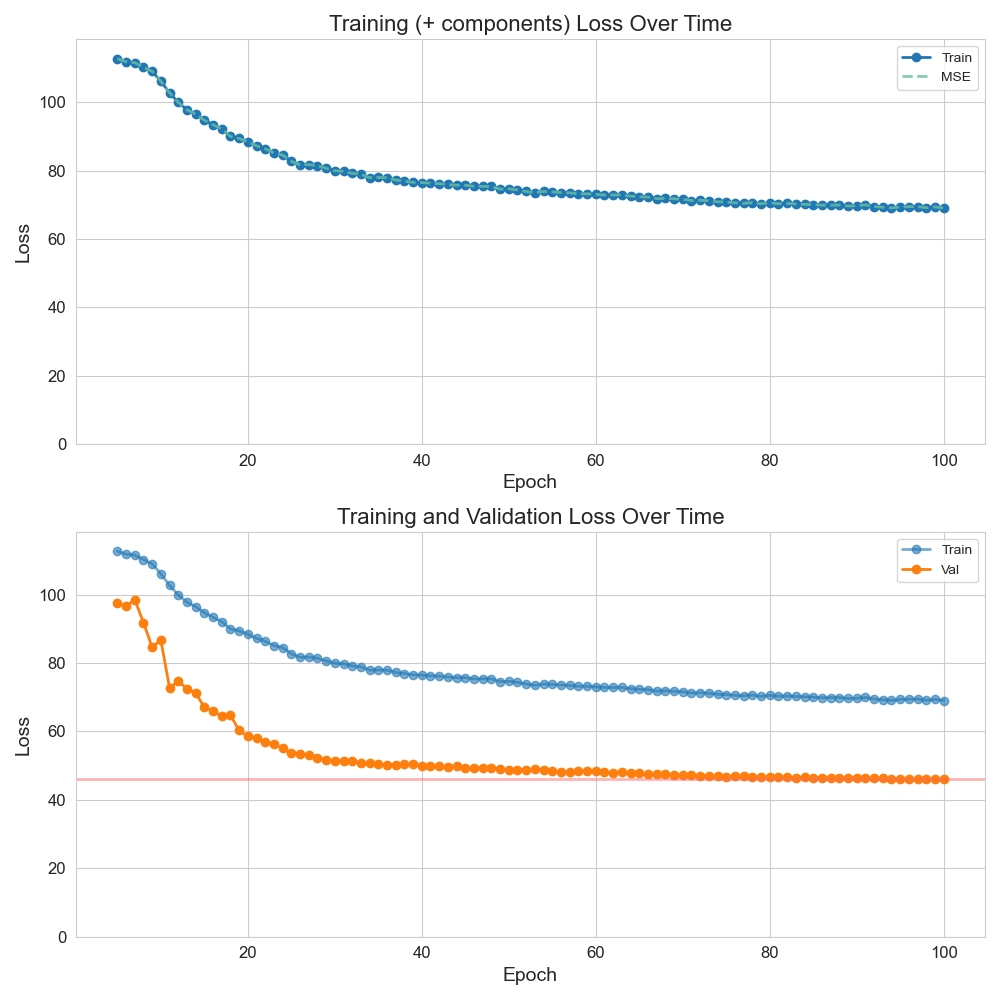 Training (+ components) Loss Over Time
Train
MSE
100
80
60
40
20
0
Loss
20 40 60 80 100
Epoch
Training and Validation Loss Over Time
Train
Val
100
80
60
40
20
0
Loss
20 40 60 80 100
Epoch